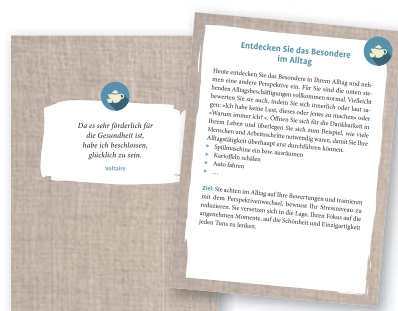 Da es sehr förderlich für
die Gesundheit ist,
habe ich beschlossen,
glücklich zu sein.
Voltaire
Entdecken Sie das Besondere
im Alltag
Heute entdecken Sie das Besondere in Ihrem Alltag und neh-
men eine andere Perspektive ein. Für Sie sind die unten ste-
henden Alltagsbeschäftigungen vollkommen normal. Vielleicht
bewerten Sie sie auch, indem Sie sich innerlich oder laut sa-
gen: »Ich habe keine Lust, dieses oder jenes zu machen« oder
»Warum immer ich? «. Öffnen Sie sich für die Dankbarkeit in
Ihrem Leben und überlegen Sie sich zum Beispiel, wie viele
Menschen und Arbeitsschritte notwendig waren, damit Sie Ihre
Alltagstätigkeit überhaupt erst durchführen können.
▸ Spülmaschine ein bzw. ausräumen
▸ Kartoffeln schälen
▸ Auto fahren
▸ ...
Ziel: Sie achten im Alltag auf Ihre Bewertungen und trainieren
mit dem Perspektivenwechsel, bewusst Ihr Stressniveau zu
reduzieren. Sie versetzen sich in die Lage, Ihren Fokus auf die
angenehmen Momente, auf die Schönheit und Einzigartigkeit
jeden Tuns zu lenken.